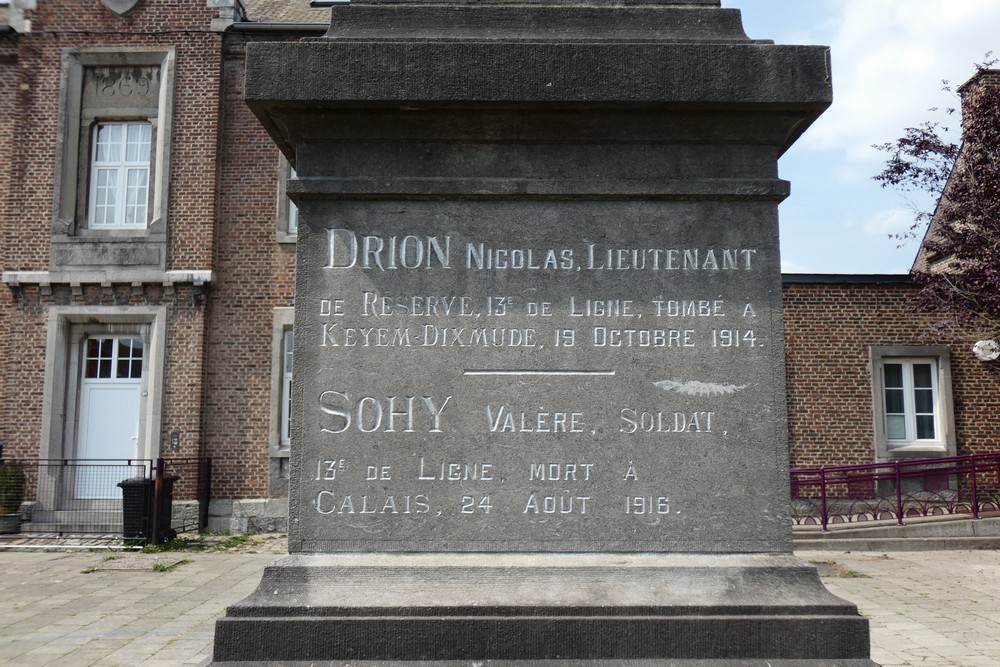 1869
DRION NICOLAS, LIEUTENANT
DE RÉSERVE, 13E DE LIGNE, TOMBÉ A
KEYEM-DIXMUDE, 19 OCTOBRE 1914.
SOHY VALÈRE, SOLDAT,
13E DE LIGNE, MORT À
CALAIS, 24 AOÛT 1916.